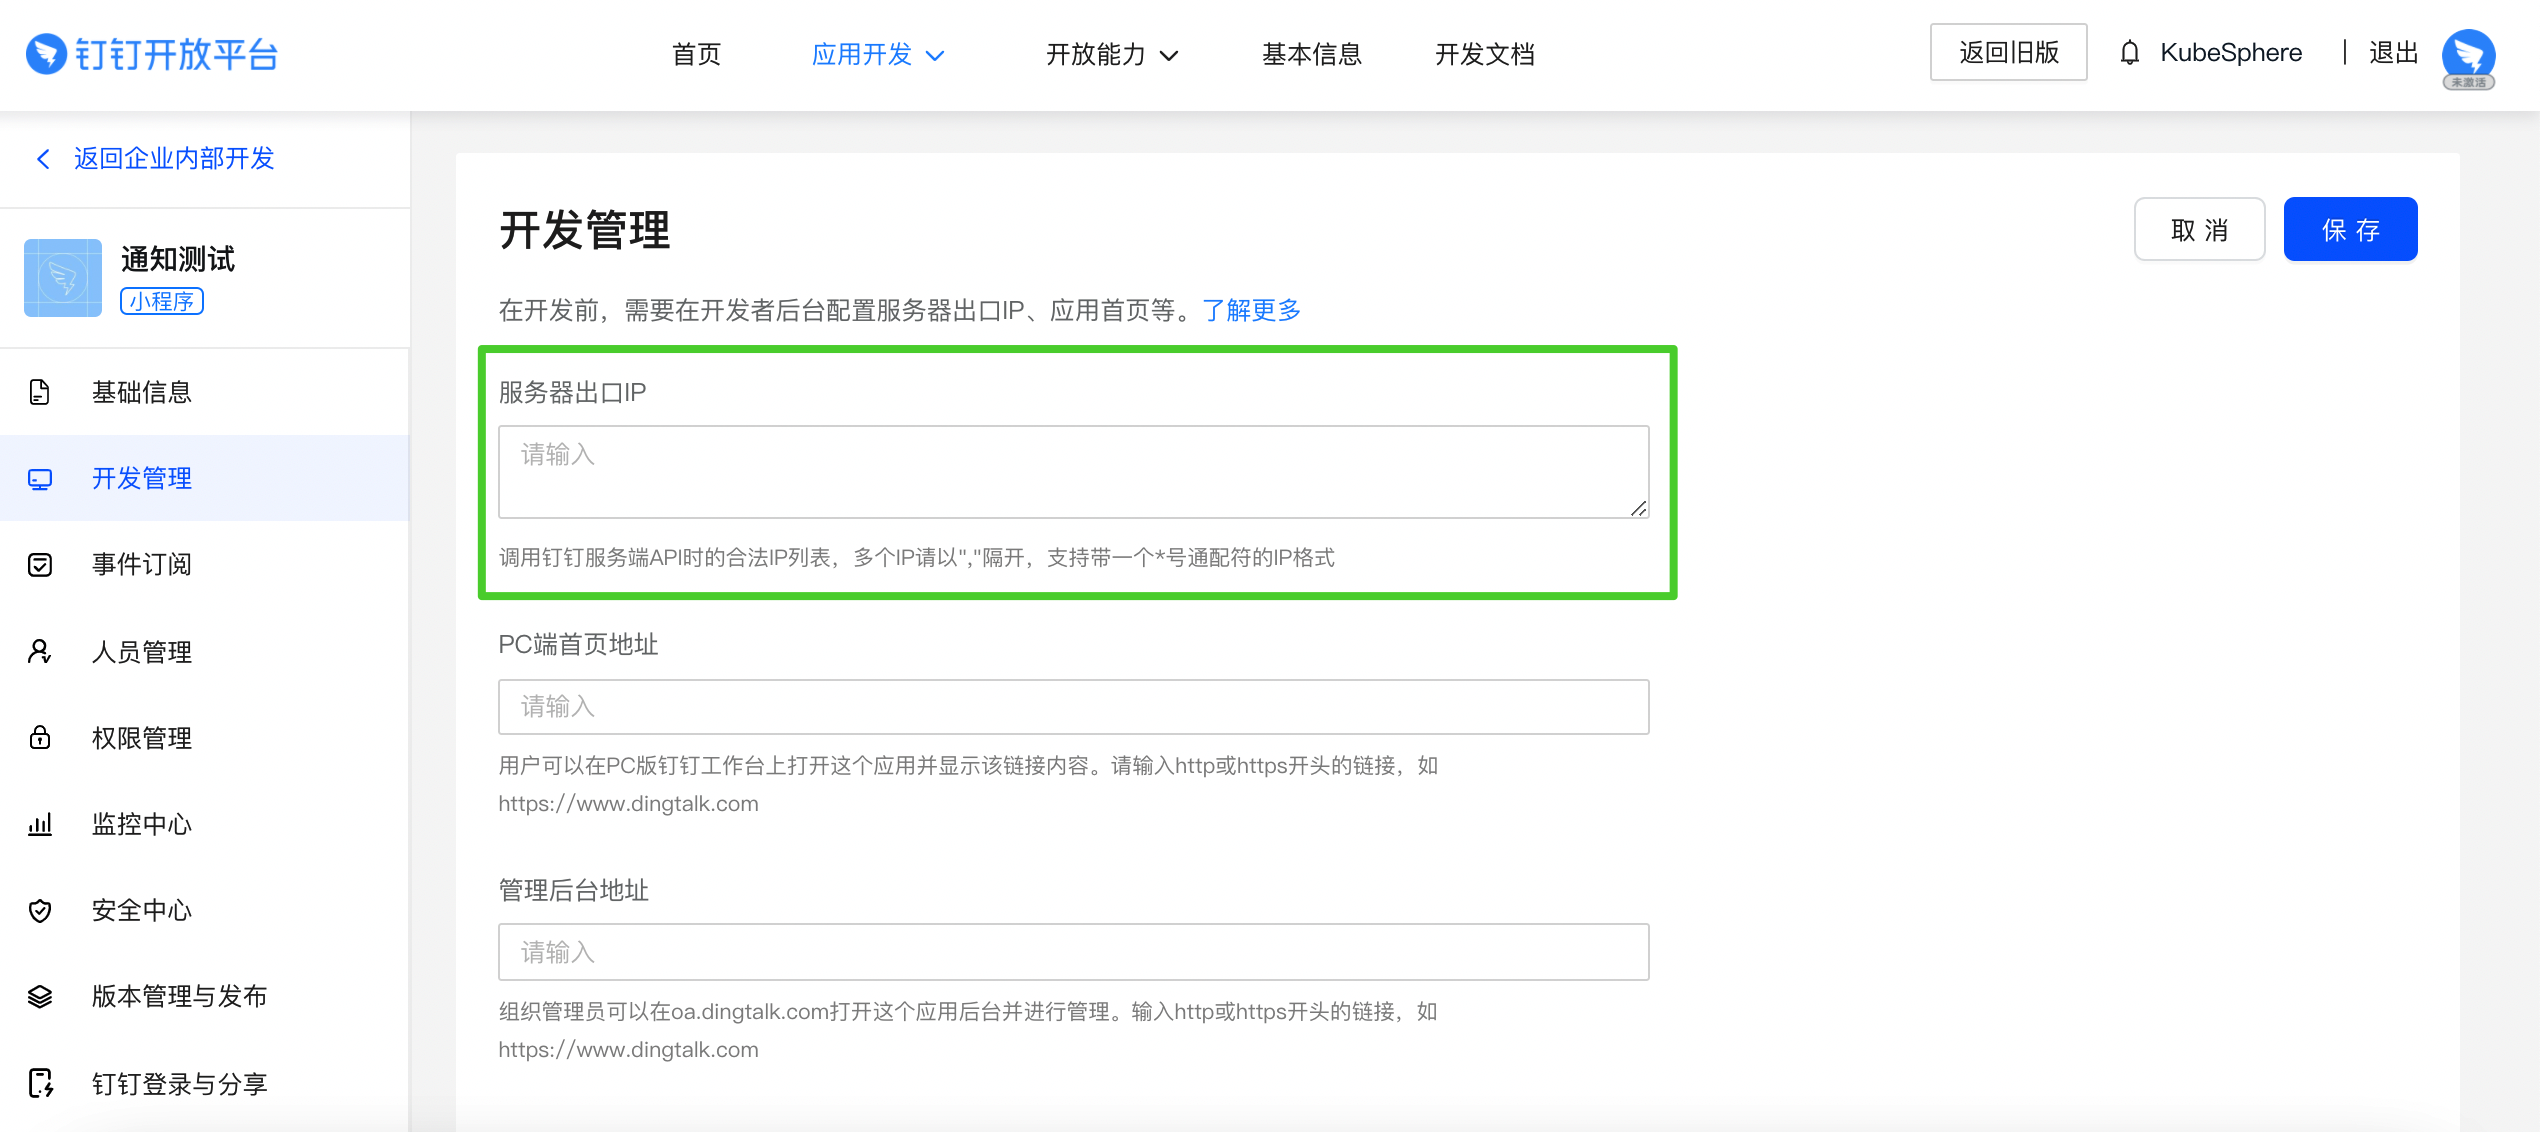 钉钉开放平台
首页
应用开发
开放能力
基本信息
开发文档
返回旧版
KubeSphere
退出
未激活
返回企业内部开发
通知测试
小程序
基础信息
开发管理
事件订阅
人员管理
权限管理
监控中心
安全中心
版本管理与发布
钉钉登录与分享
开发管理
取 消
保 存
在开发前，需要在开发者后台配置服务器出口IP、应用首页等。了解更多
服务器出口IP
请输入
调用钉钉服务端API时的合法IP列表，多个IP请以","隔开，支持带一个*号通配符的IP格式
PC端首页地址
请输入
用户可以在PC版钉钉工作台上打开这个应用并显示该链接内容。请输入http或https开头的链接，如
https://www.dingtalk.com
管理后台地址
请输入
组织管理员可以在oa.dingtalk.com打开这个应用后台并进行管理。输入http或https开头的链接，如
https://www.dingtalk.com